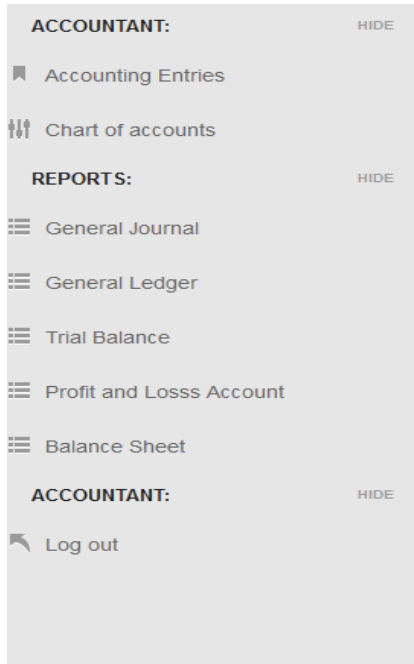 ACCOUNTANT: HIDE
Accounting Entries
Chart of accounts
REPORTS: HIDE
General Journal
General Ledger
Trial Balance
Profit and Losss Account
Balance Sheet
ACCOUNTANT: HIDE
Log out